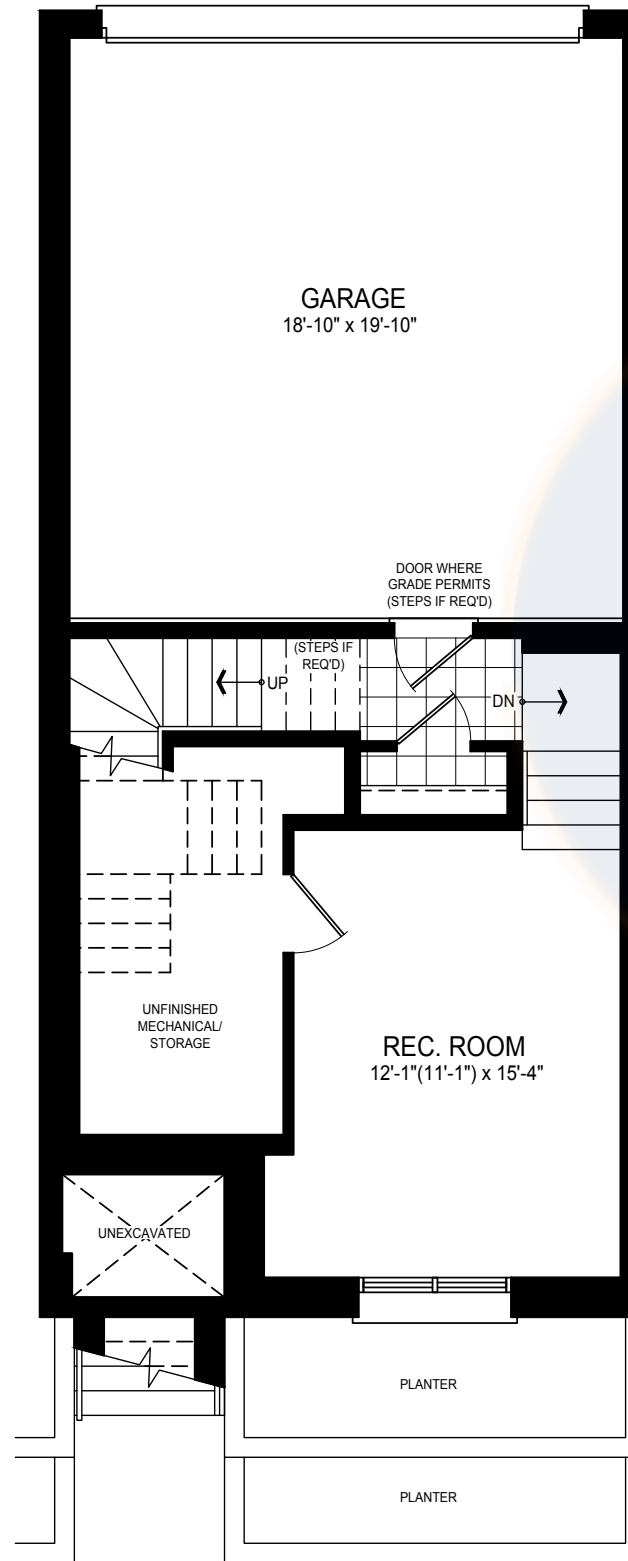 GARAGE
18'-10" x 19'-10"
DOOR WHERE
GRADE PERMITS
(STEPS IF REQ'D)
(STEPS IF
REQ'D)
UP
DN
UNFINISHED
MECHANICAL/
STORAGE
REC. ROOM
12'-1"(11'-1") x 15'-4"
UNEXCAVATED
PLANTER
PLANTER